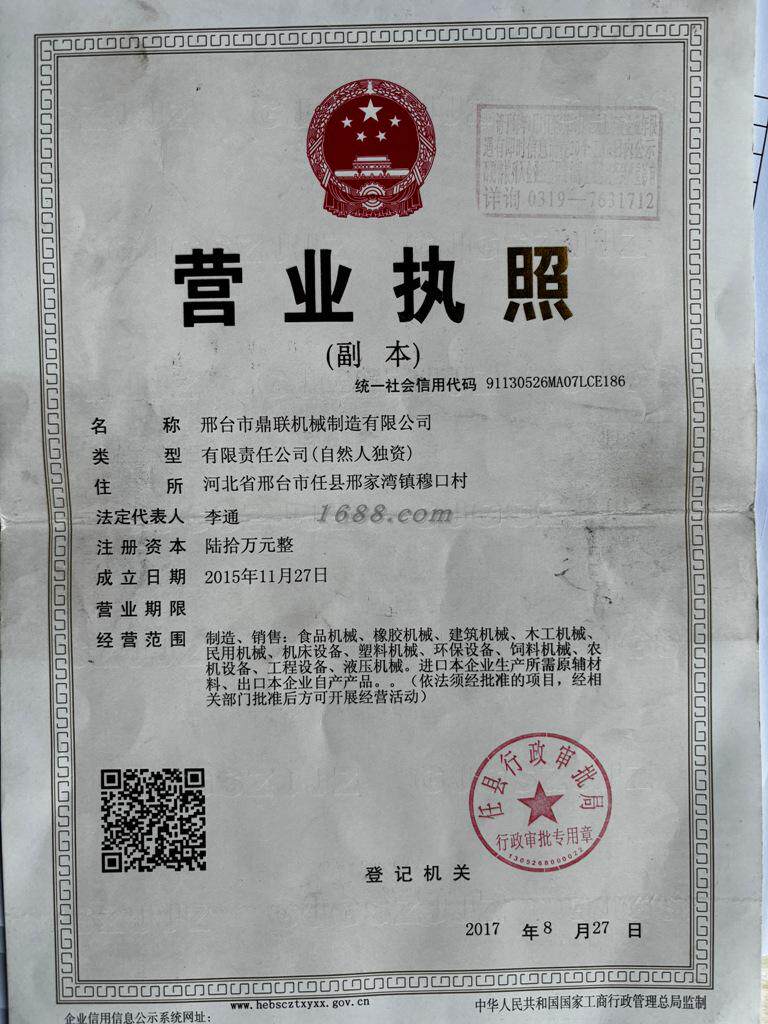 详询 0319—7631712
营业执照
(副 本)
统一社会信用代码 91130526MA07LCE186
名 称 邢台市鼎联机械制造有限公司
类 型 有限责任公司(自然人独资)
住 所 河北省邢台市任县邢家湾镇穆口村
法定代表人 李通
1688.com
注册资本 陆拾万元整
成立日期 2015年11月27日
营业期限
经营范围 制造、销售：食品机械、橡胶机械、建筑机械、木工机械、
民用机械、机床设备、塑料机械、环保设备、饲料机械、农
机设备、工程设备、液压机械。进口本企业生产所需原辅材
料、出口本企业自产产品。。（依法须经批准的项目，经相
关部门批准后方可开展经营活动）
任县行政审批局
行政审批专用章
1305268000022
登记机关
2017 年 8 月 27 日
www.hebscztxyxx.gov.cn
企业信用信息公示系统网址：
中华人民共和国国家工商行政管理总局监制